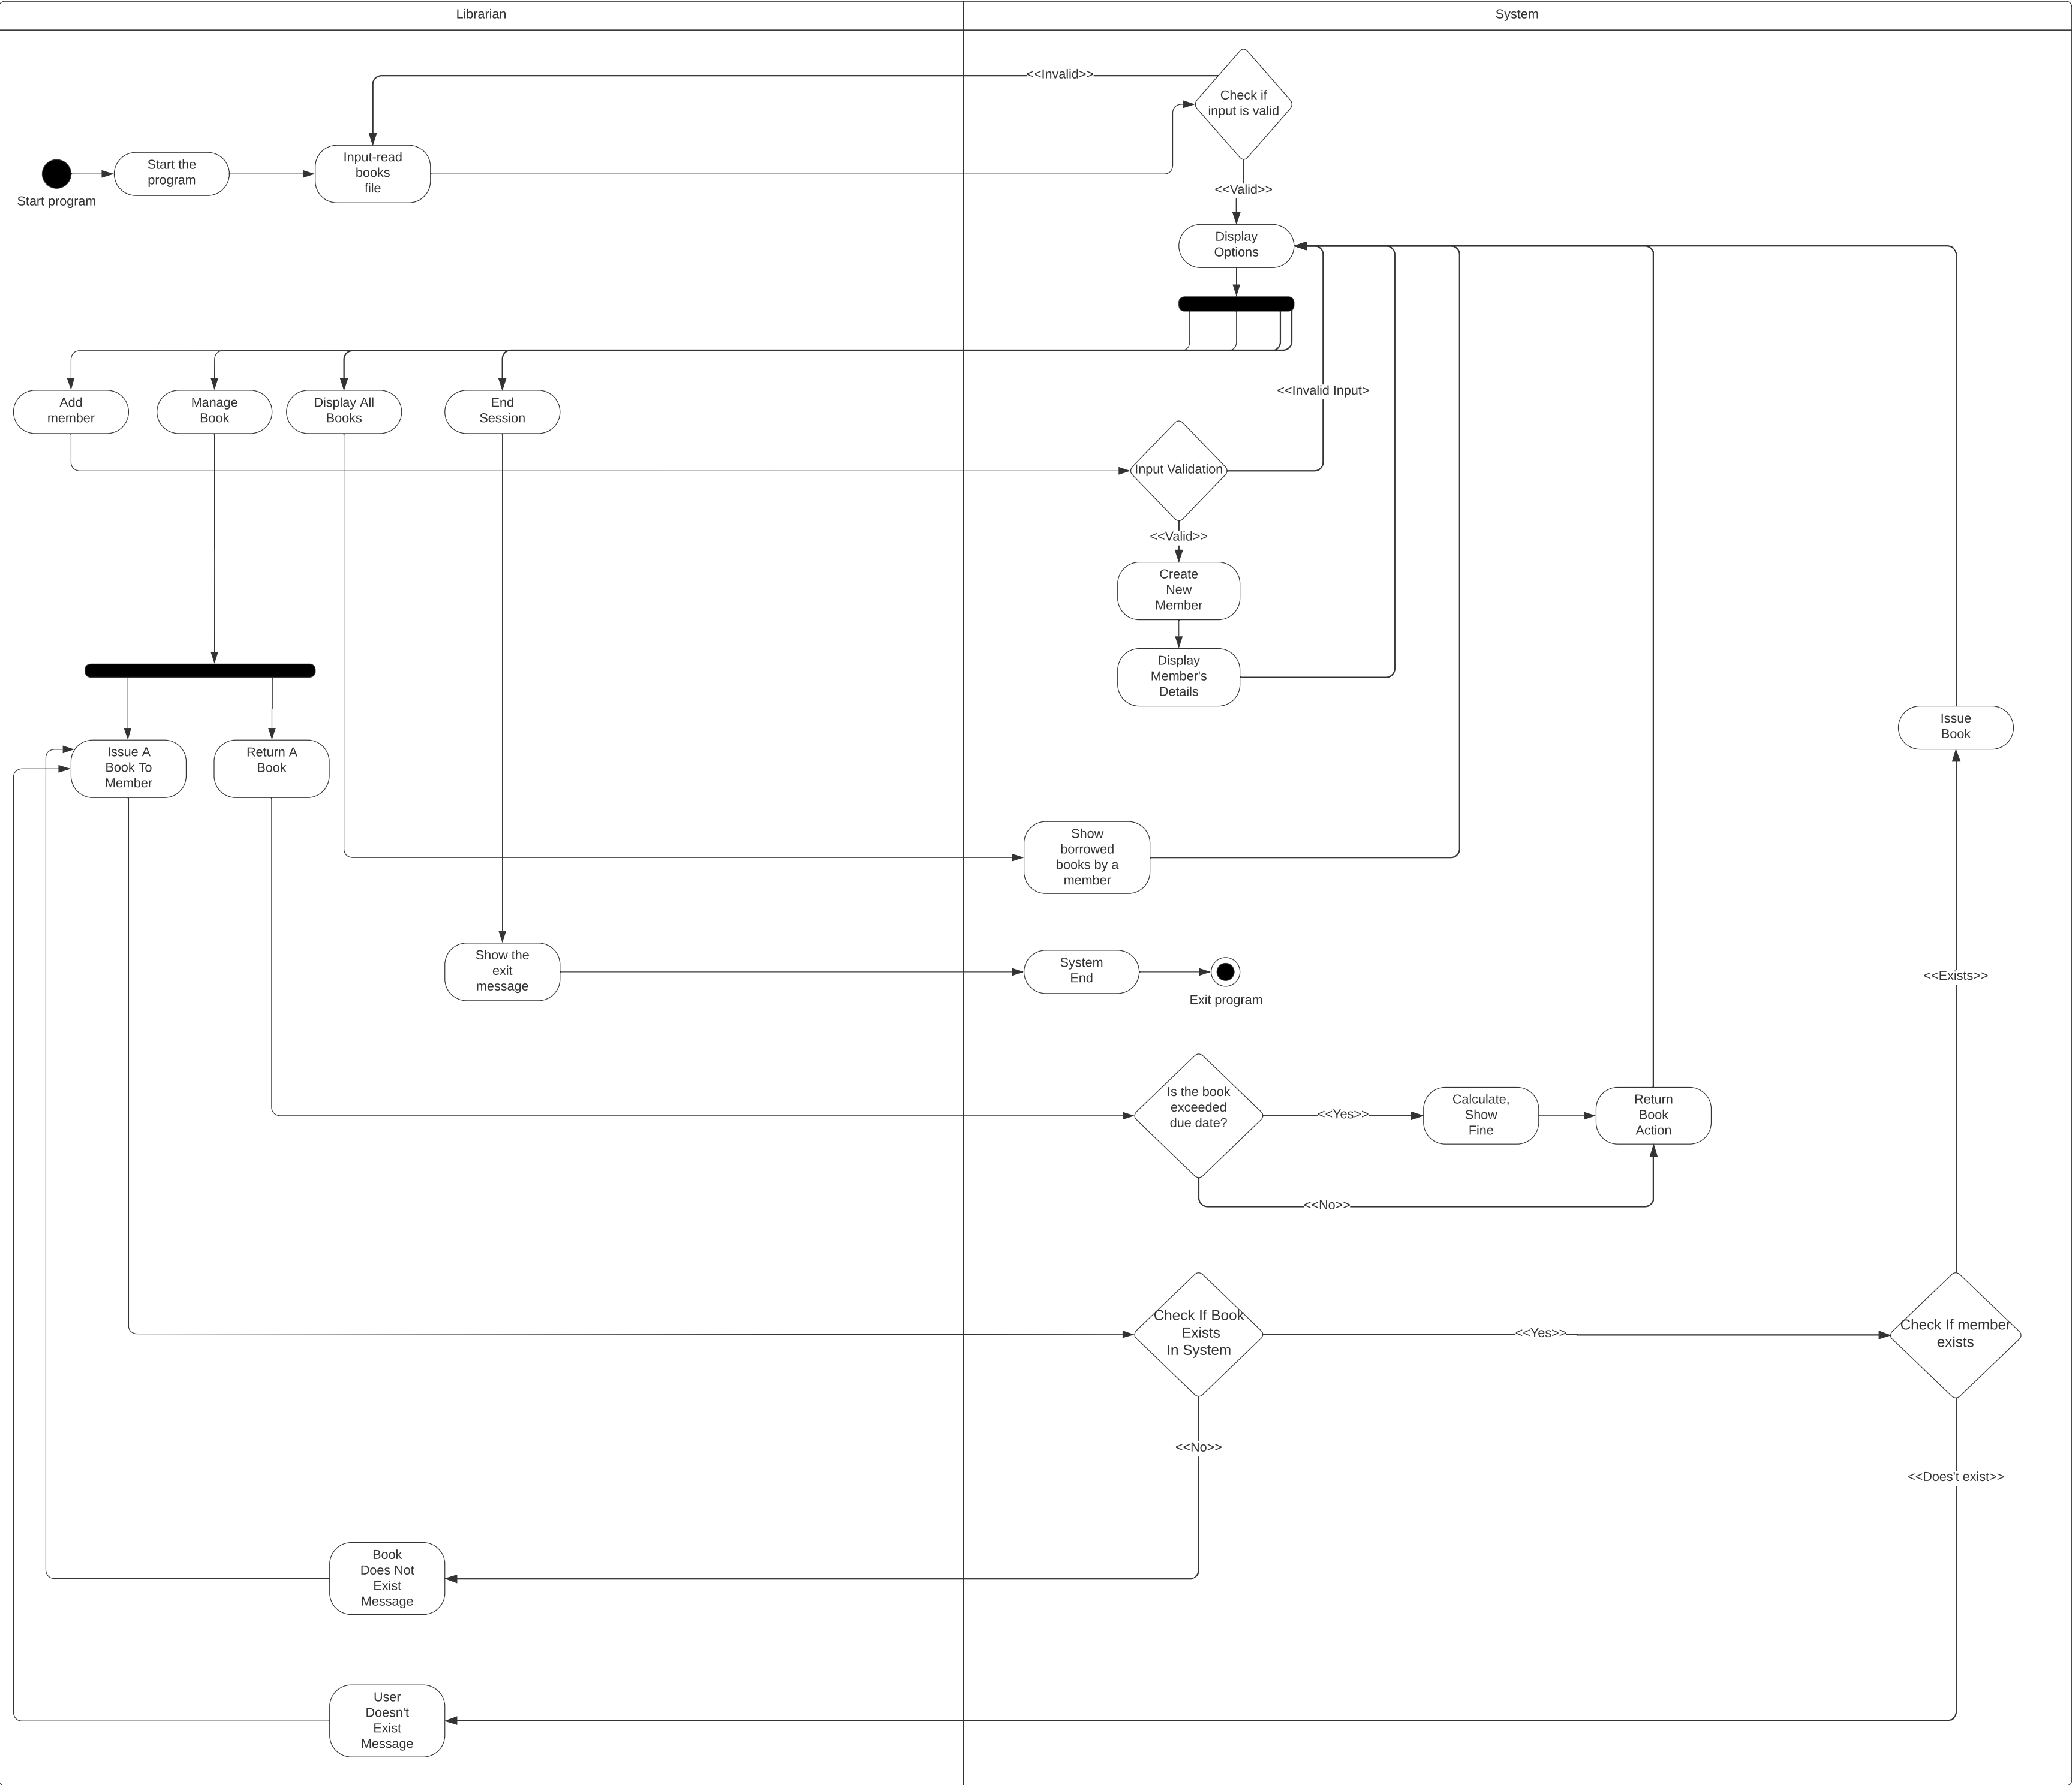 Librarian
System
<<Invalid>>
Check if
input is valid
Start program
Start the
program
Input-read
books
file
<<Valid>>
Display
Options
Add
member
Manage
Book
Display All
Books
End
Session
<<Invalid Input>
Input Validation
<<Valid>>
Create
New
Member
Display
Member's
Details
Issue A
Book To
Member
Return A
Book
Issue
Book
Show
borrowed
books by a
member
Show the
exit
message
System
End
Exit program
<<Exists>>
Is the book
exceeded
due date?
<<Yes>>
Calculate,
Show
Fine
Return
Book
Action
<<No>>
Check If Book
Exists
In System
<<Yes>>
Check If member
exists
<<No>>
<<Does't exist>>
Book
Does Not
Exist
Message
User
Doesn't
Exist
Message